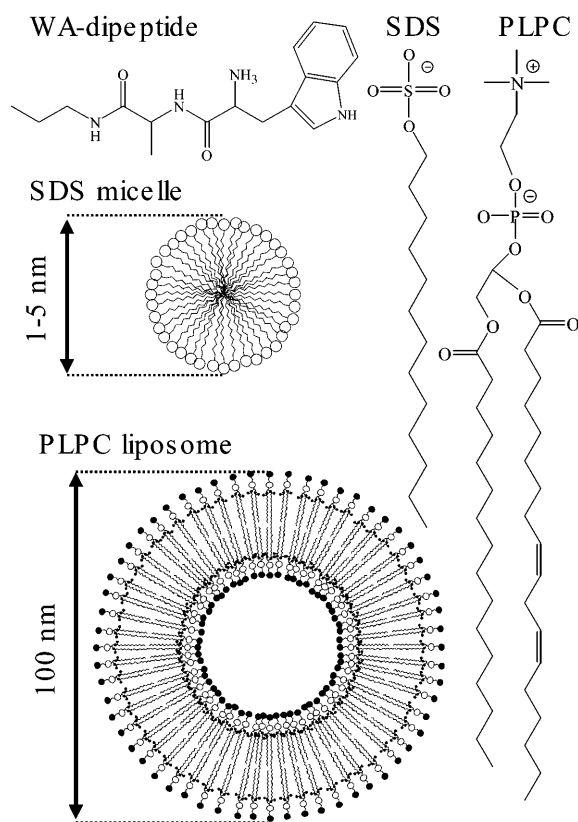 WA-dipeptide
SDS
PLPC
O
NH3
O
H
N
N
H
O
NH
O
⊖
O=S=O
O
N
⊕
O
⊖
O-P=O
O
O
O
O
O
SDS micelle
1-5 nm
PLPC liposome
100 nm